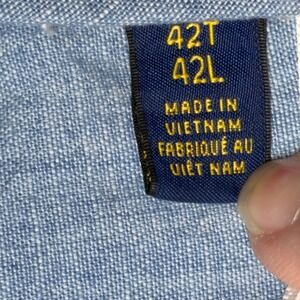 42T
42L
MADE IN
VIETNAM
FABRIQUÉ AU
VIÊT NAM